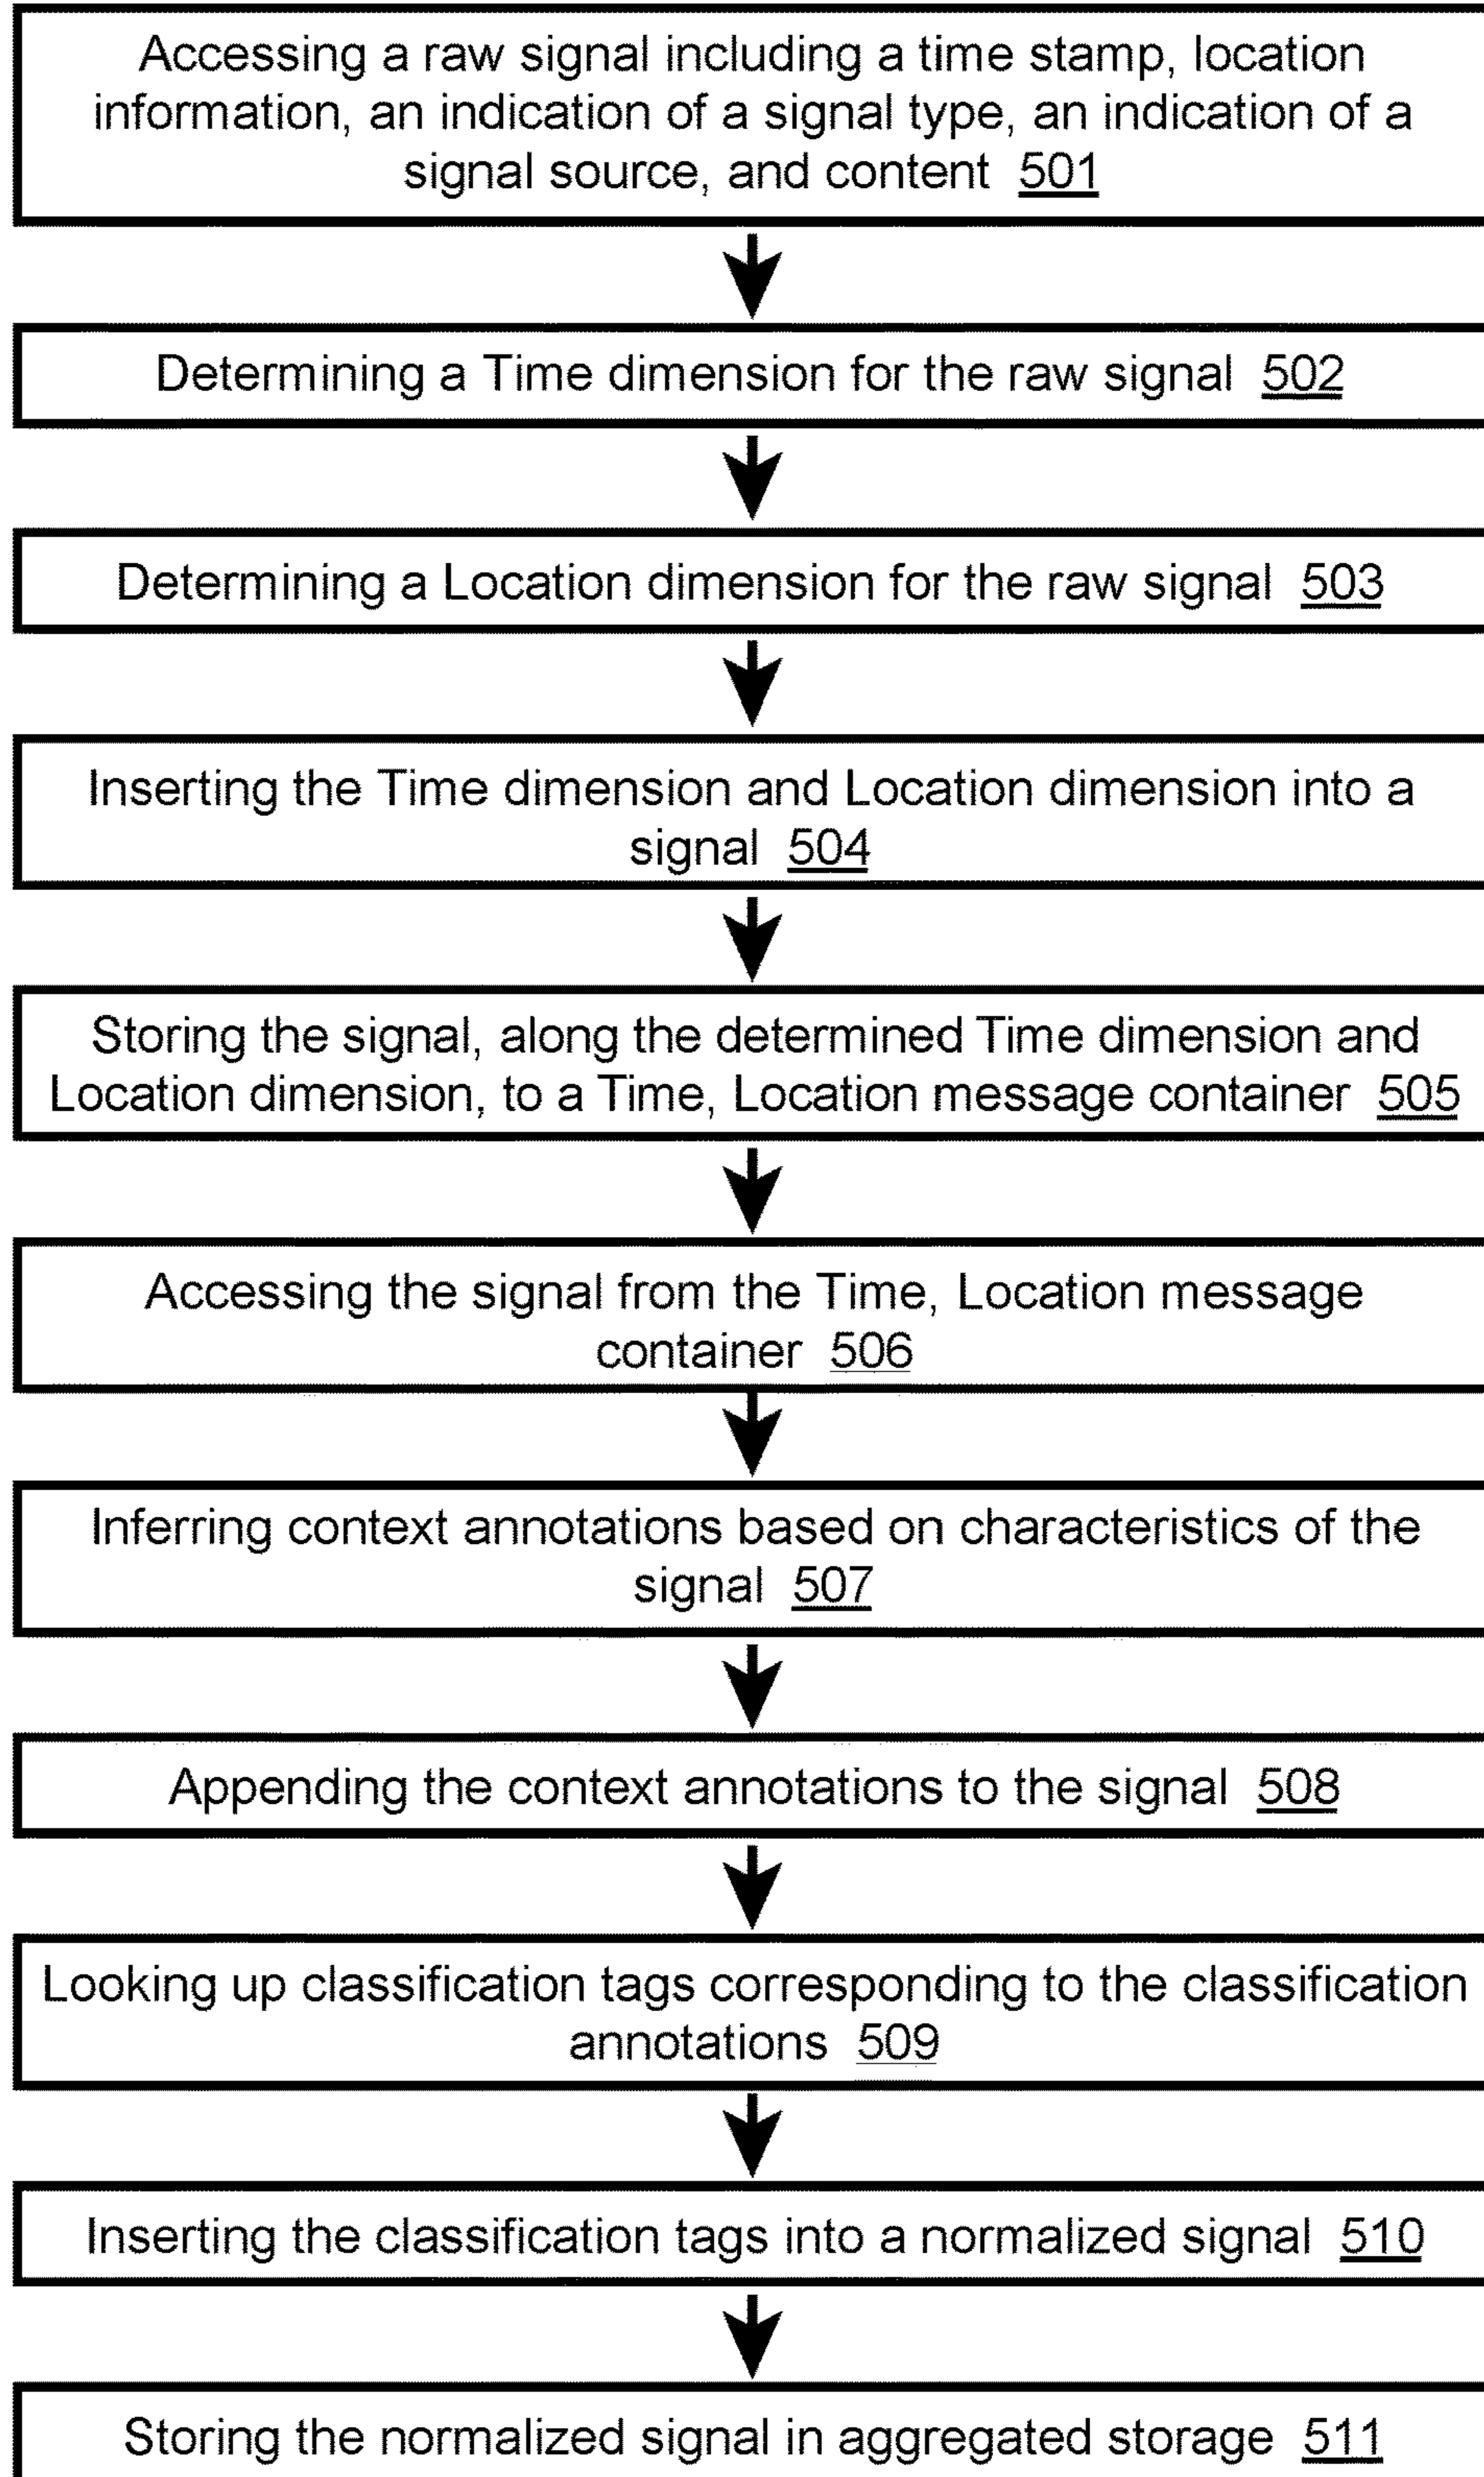 Accessing a raw signal including a time stamp, location
information, an indication of a signal type, an indication of a
signal source, and content 501
Determining a Time dimension for the raw signal 502
Determining a Location dimension for the raw signal 503
Inserting the Time dimension and Location dimension into a
signal 504
Storing the signal, along the determined Time dimension and
Location dimension, to a Time, Location message container 505
Accessing the signal from the Time, Location message
container 506
Inferring context annotations based on characteristics of the
signal 507
Appending the context annotations to the signal 508
Looking up classification tags corresponding to the classification
annotations 509
Inserting the classification tags into a normalized signal 510
Storing the normalized signal in aggregated storage 511